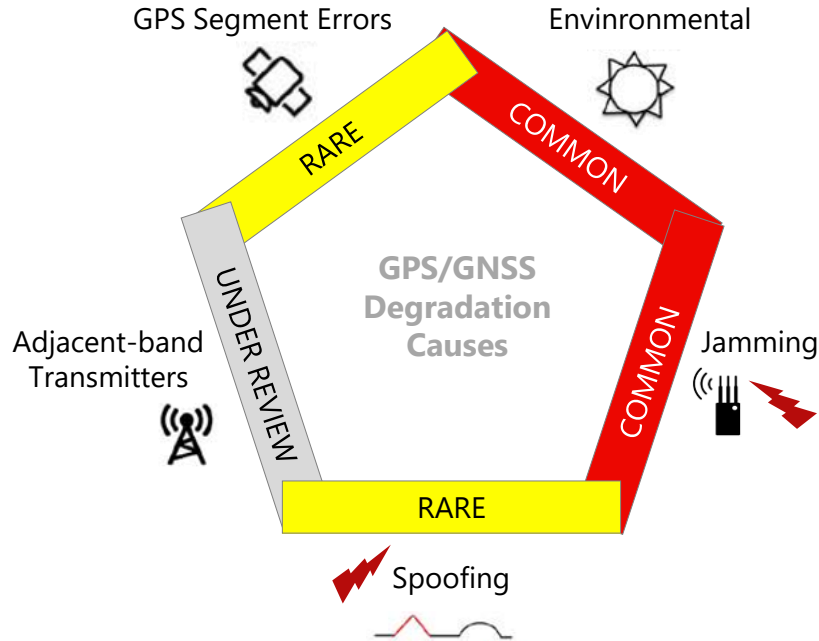 GPS Segment Errors
Envinronmental
RARE
COMMON
GPS/GNSS
Degradation
Causes
UNDER REVIEW
COMMON
Adjacent-band
Transmitters
Jamming
RARE
Spoofing